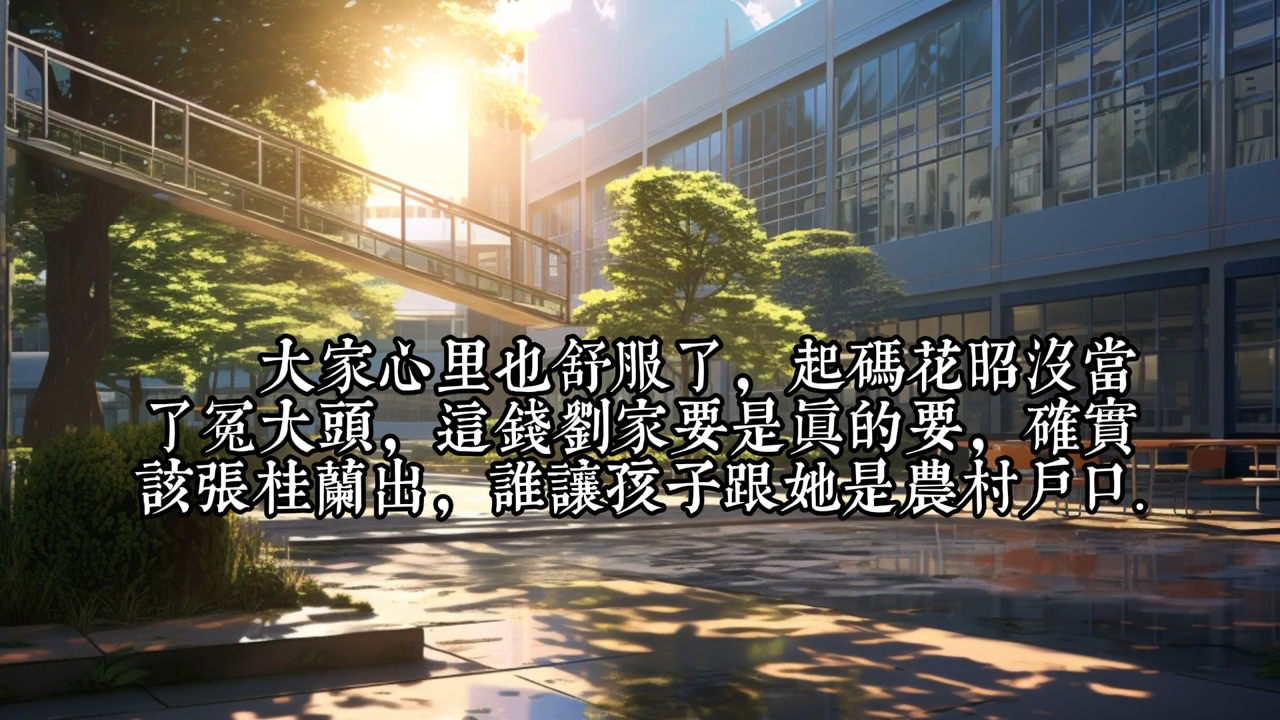 大家心里也舒服了，起碼花昭沒當
了冤大頭，這錢劉家要是真的要，確實
該張桂蘭出，誰讓孩子跟她是農村戶口.